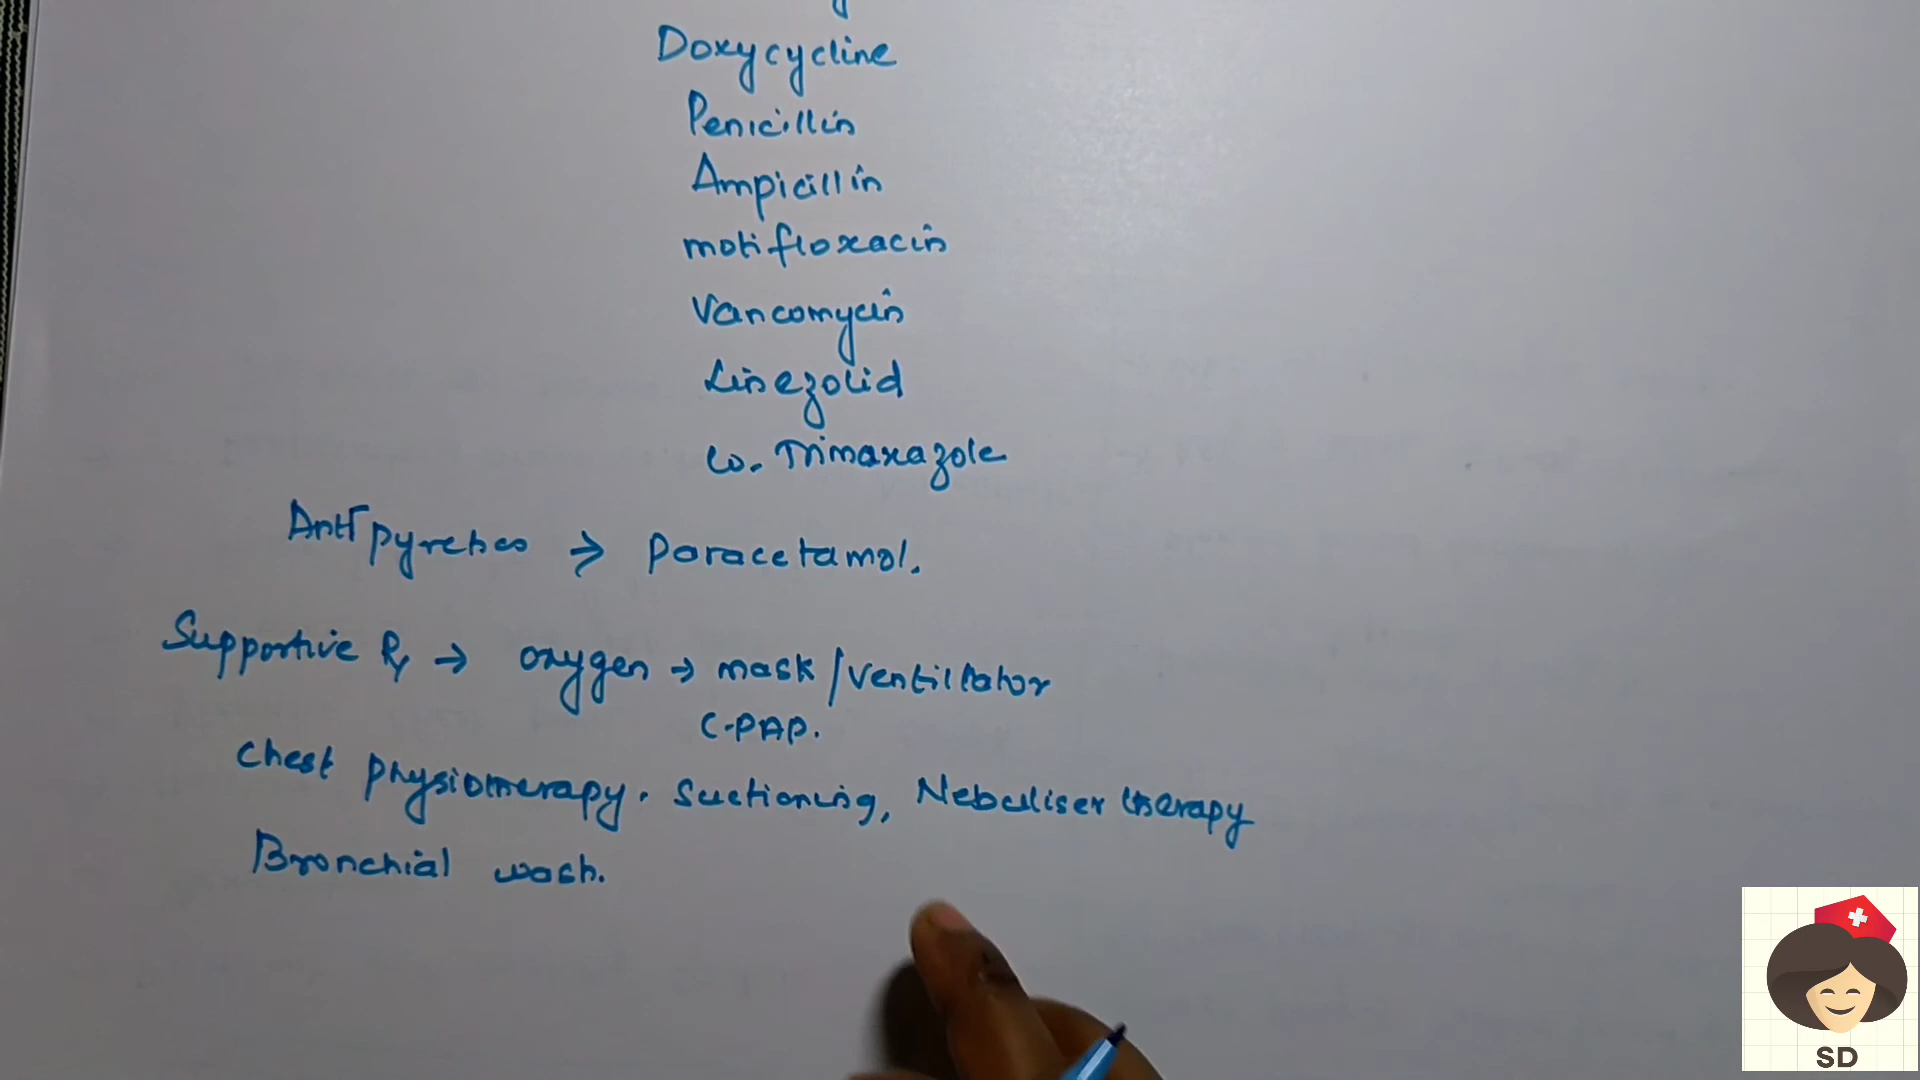 Doxycycline
Penicillin
Ampicillin
motifloxacin
Vancomycin
Linezolid
Co. Trimaxazole
Antipyretics → paracetamol.
Supportive Rx → oxygen → mask/ventillator
C-PAP.
Chest physiotherapy. Suctioning, Nebuliser therapy
Bronchial wash.
SD